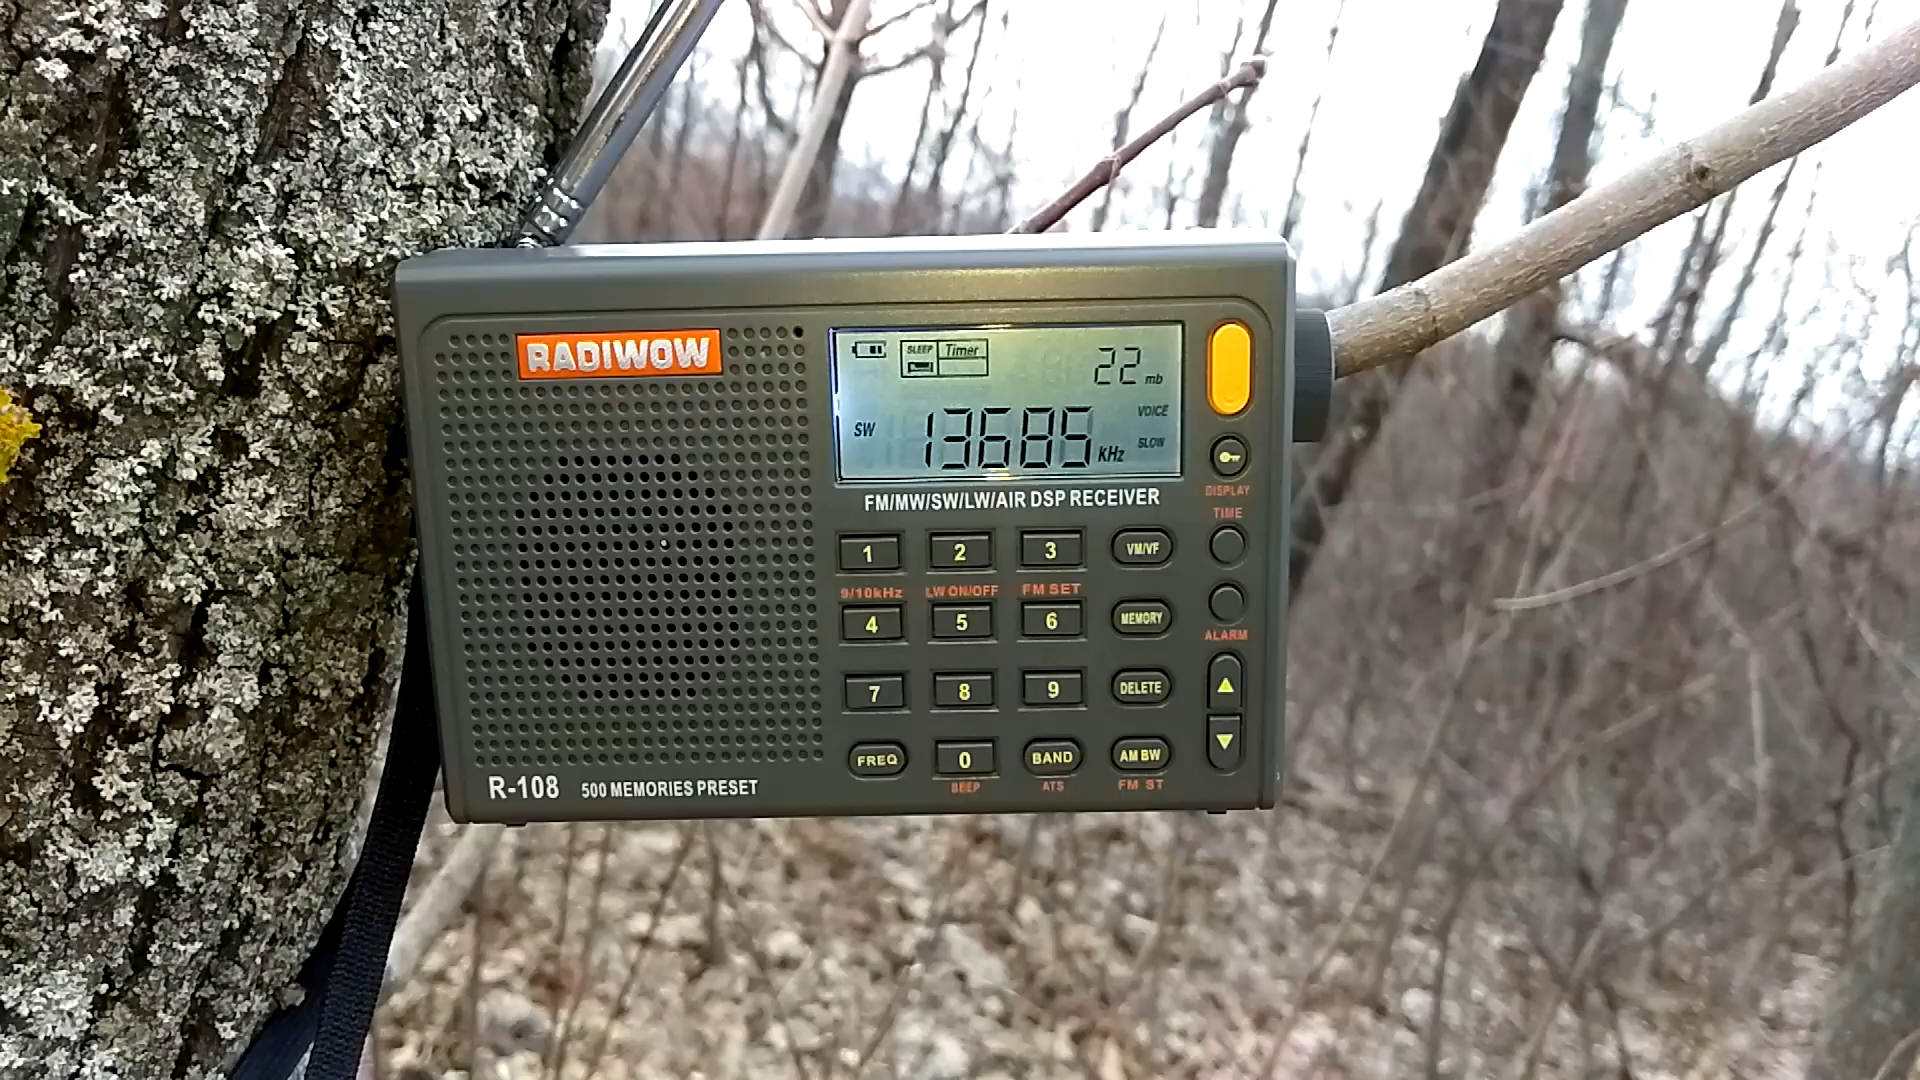 RADIWOW
SLEEP Timer
22 mb
SW 13685 kHz
VOICE
SLOW
FM/MW/SW/LW/AIR DSP RECEIVER
DISPLAY
TIME
1 2 3 VM/VF
9/10kHz LW ON/OFF FM SET
4 5 6 MEMORY
ALARM
7 8 9 DELETE
FREQ 0 BAND AM BW
BEEP ATS FM ST
R-108 500 MEMORIES PRESET